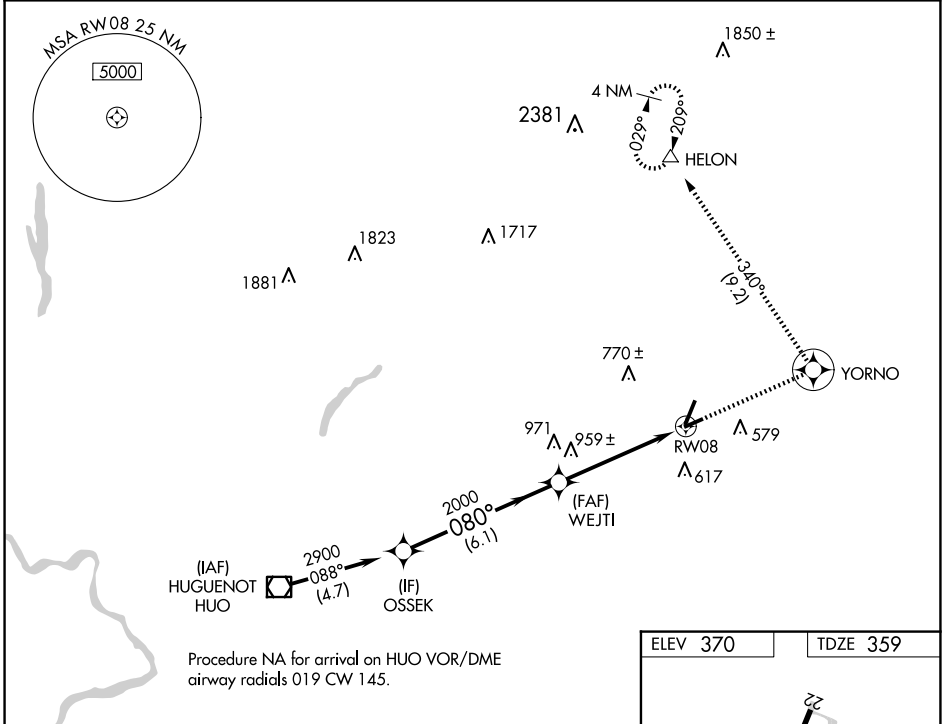 MSA RW08 25 NM
5000
1850 ±
4 NM
2381
029°
209°
HELON
1823
1717
1881
340°
(9.2)
770 ±
YORNO
971
959 ±
579
RW08
617
2000
080°
(6.1)
(FAF)
WEJTI
2900
088°
(4.7)
(IAF)
HUGUENOT
HUO
(IF)
OSSEK
Procedure NA for arrival on HUO VOR/DME
airway radials 019 CW 145.
ELEV 370
TDZE 359
22